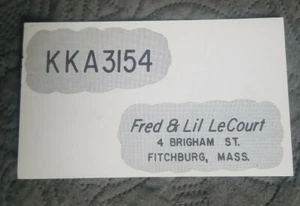 KKA3154
Fred & Lil LeCourt
4 BRIGHAM ST.
FITCHBURG, MASS.